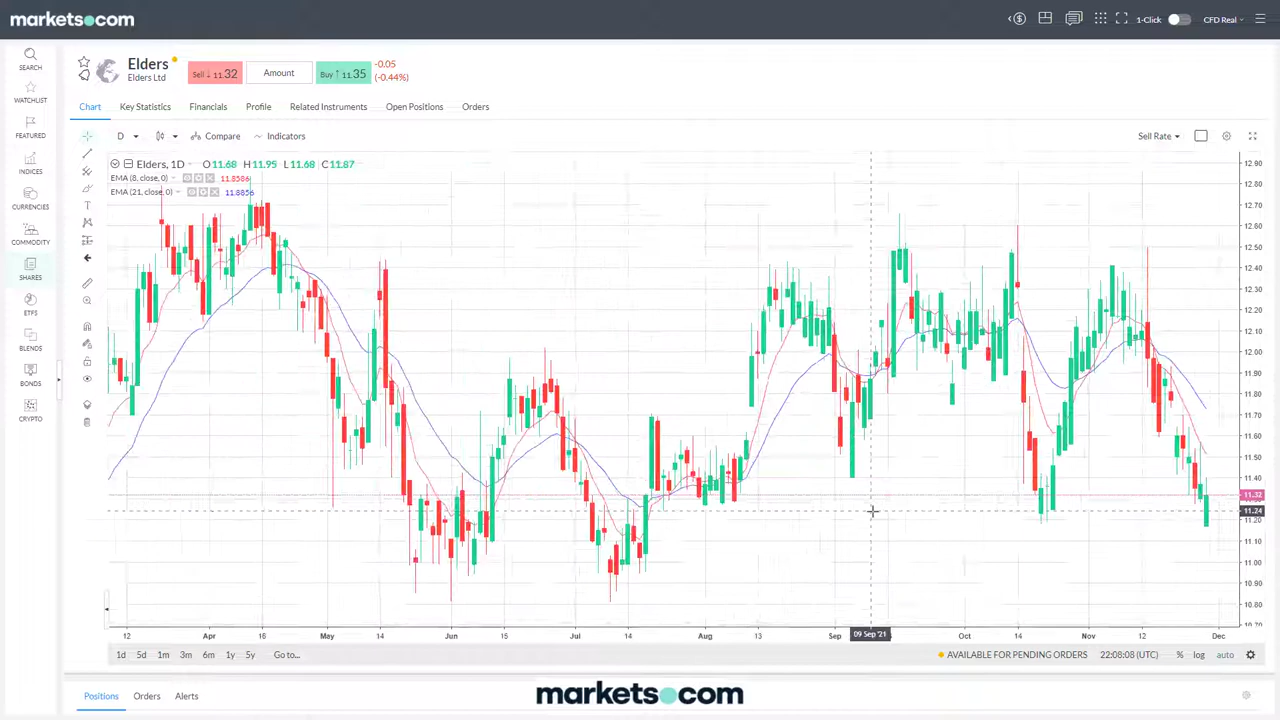 markets.com
1-Click
CFD Real
SEARCH
WATCHLIST
FEATURED
INDICES
CURRENCIES
COMMODITY
SHARES
ETFS
BLENDS
BONDS
CRYPTO
Elders
Elders Ltd
Sell ↓ 11.32
Amount
Buy ↑ 11.35
-0.05
(-0.44%)
Chart Key Statistics Financials Profile Related Instruments Open Positions Orders
D Compare Indicators Sell Rate
Elders, 1D O11.68 H11.95 L11.68 C11.87
EMA (8, close, 0) 11.8586
EMA (21, close, 0) 11.8856
12.90
12.80
12.70
12.60
12.50
12.40
12.30
12.20
12.10
12.00
11.90
11.80
11.70
11.60
11.50
11.40
11.32
11.24
11.20
11.10
11.00
10.90
10.80
10.70
12 Apr 16 May 14 Jun 15 Jul 14 Aug 13 Sep 09 Sep '21 Oct 14 Nov 12 Dec
1d 5d 1m 3m 6m 1y 5y Go to...
AVAILABLE FOR PENDING ORDERS 22:08:08 (UTC) % log auto
Positions Orders Alerts
markets.com